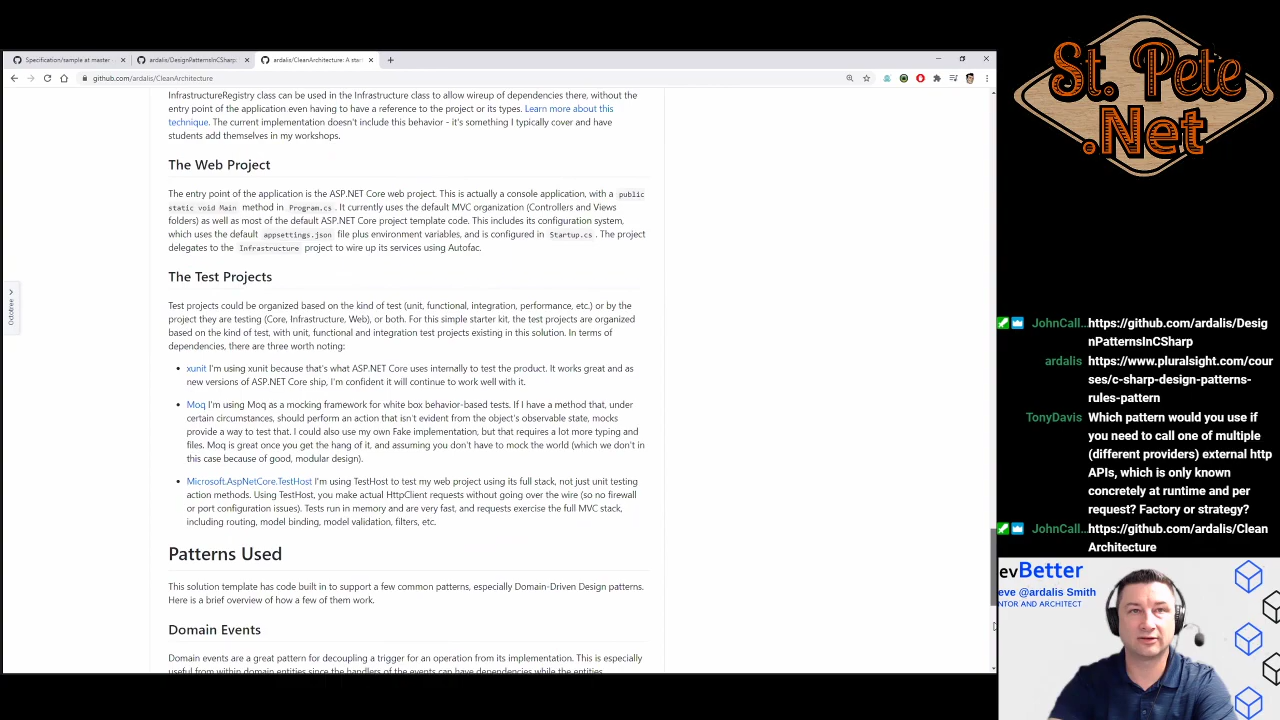 Specification/sample at master
ardalis/DesignPatternsInCSharp:
ardalis/CleanArchitecture: A star
github.com/ardalis/CleanArchitecture
InfrastructureRegistry class can be used in the Infrastructure class to allow wireup of dependencies there, without the
entry point of the application even having to have a reference to the project or its types. Learn more about this
technique. The current implementation doesn't include this behavior - it's something I typically cover and have
students add themselves in my workshops.
The Web Project
The entry point of the application is the ASP.NET Core web project. This is actually a console application, with a public
static void Main method in Program.cs. It currently uses the default MVC organization (Controllers and Views
folders) as well as most of the default ASP.NET Core project template code. This includes its configuration system,
which uses the default appsettings.json file plus environment variables, and is configured in Startup.cs. The project
delegates to the Infrastructure project to wire up its services using Autofac.
The Test Projects
Test projects could be organized based on the kind of test (unit, functional, integration, performance, etc.) or by the
project they are testing (Core, Infrastructure, Web), or both. For this simple starter kit, the test projects are organized
based on the kind of test, with unit, functional and integration test projects existing in this solution. In terms of
dependencies, there are three worth noting:
• xunit I'm using xunit because that's what ASP.NET Core uses internally to test the product. It works great and as
new versions of ASP.NET Core ship, I'm confident it will continue to work well with it.
• Moq I'm using Moq as a mocking framework for white box behavior-based tests. If I have a method that, under
certain circumstances, should perform an action that isn't evident from the object's observable state, mocks
provide a way to test that. I could also use my own Fake implementation, but that requires a lot more typing and
files. Moq is great once you get the hang of it, and assuming you don't have to mock the world (which we don't in
this case because of good, modular design).
• Microsoft.AspNetCore.TestHost I'm using TestHost to test my web project using its full stack, not just unit testing
action methods. Using TestHost, you make actual HttpClient requests without going over the wire (so no firewall
or port configuration issues). Tests run in memory and are very fast, and requests exercise the full MVC stack,
including routing, model binding, model validation, filters, etc.
Patterns Used
This solution template has code built in to support a few common patterns, especially Domain-Driven Design patterns.
Here is a brief overview of how a few of them work.
Domain Events
Domain events are a great pattern for decoupling a trigger for an operation from its implementation. This is especially
useful from within domain entities since the handlers of the events can have dependencies while the entities
Octotree
St. Pete
.Net
JohnCall... https://github.com/ardalis/Desig
nPatternsInCSharp
ardalis https://www.pluralsight.com/cour
ses/c-sharp-design-patterns-
rules-pattern
TonyDavis Which pattern would you use if
you need to call one of multiple
(different providers) external http
APIs, which is only known
concretely at runtime and per
request? Factory or strategy?
JohnCall... https://github.com/ardalis/Clean
Architecture
evBetter
eve @ardalis Smith
NTOR AND ARCHITECT